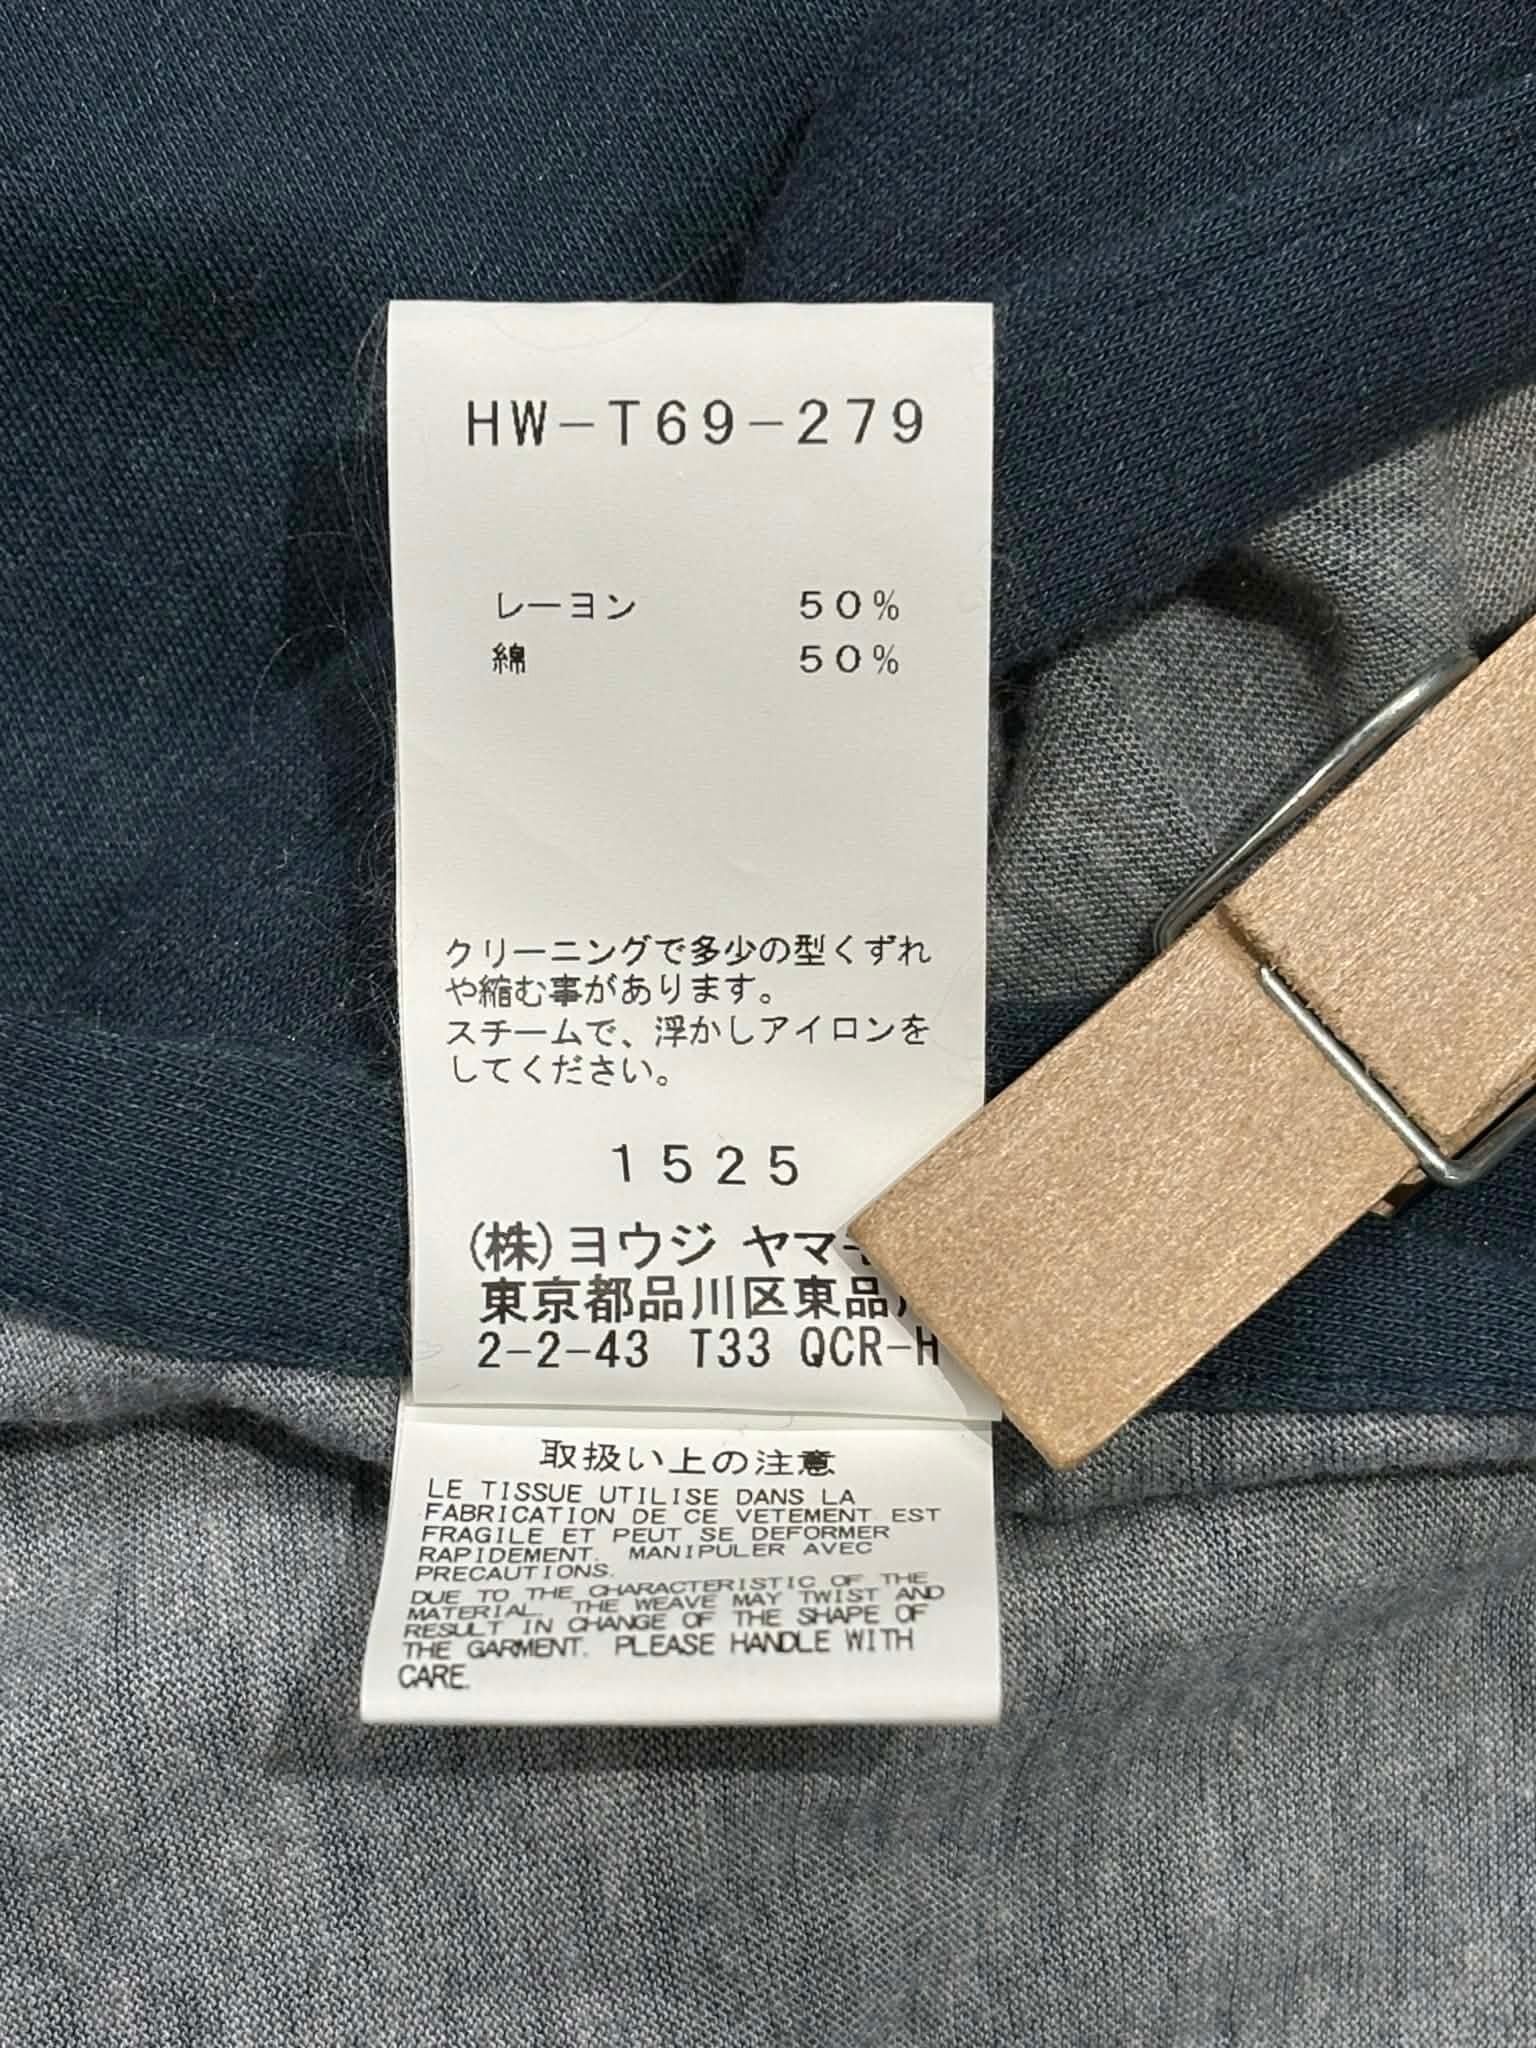 HW-T69-279
レーヨン 50%
綿 50%
クリーニングで多少の型くずれ
や縮む事があります。
スチームで、浮かしアイロンを
してください。
1525
(株)ヨウジ ヤマ
東京都品川区東品
2-2-43 T33 QCR-H
取扱い上の注意
LE TISSUE UTILISE DANS LA
FABRICATION DE CE VETEMENT EST
FRAGILE ET PEUT SE DEFORMER
RAPIDEMENT. MANIPULER AVEC
PRECAUTIONS.
DUE TO THE CHARACTERISTIC OF THE
MATERIAL. THE WEAVE MAY TWIST AND
RESULT IN CHANGE OF THE SHAPE OF
THE GARMENT. PLEASE HANDLE WITH
CARE.